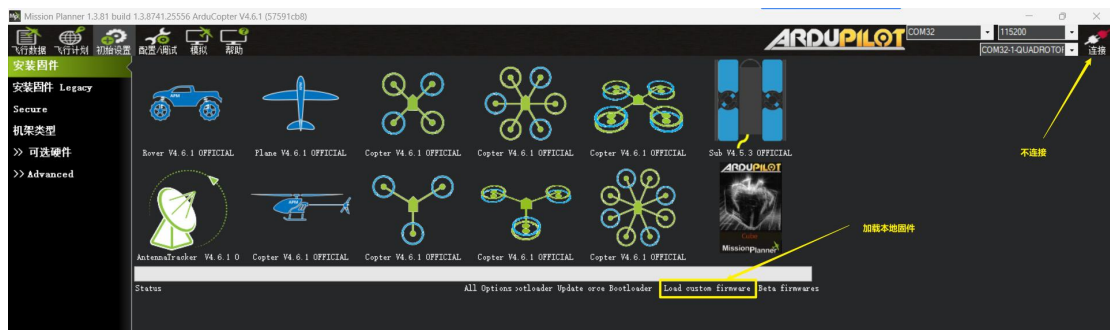 Mission Planner 1.3.81 build 1.3.8741.25556 ArduCopter V4.6.1 (57591cb8)
飞行数据 飞行计划 初始设置 配置/调试 模拟 帮助
ARDUPILOT
COM32 115200
COM32-1-QUADROTOR
连接
安装固件
安装固件 Legacy
Secure
机架类型
>> 可选硬件
>> Advanced
Rover V4.6.1 OFFICIAL Plane V4.6.1 OFFICIAL Copter V4.6.1 OFFICIAL Copter V4.6.1 OFFICIAL Copter V4.6.1 OFFICIAL Sub V4.5.3 OFFICIAL
不连接
ARDUPILOT
Cube
MissionPlanner
加载本地固件
AntennaTracker V4.6.1 O Copter V4.6.1 OFFICIAL Copter V4.6.1 OFFICIAL Copter V4.6.1 OFFICIAL Copter V4.6.1 OFFICIAL
Status
All Options otloader Update orce Bootloader Load custom firmware Beta firmwares